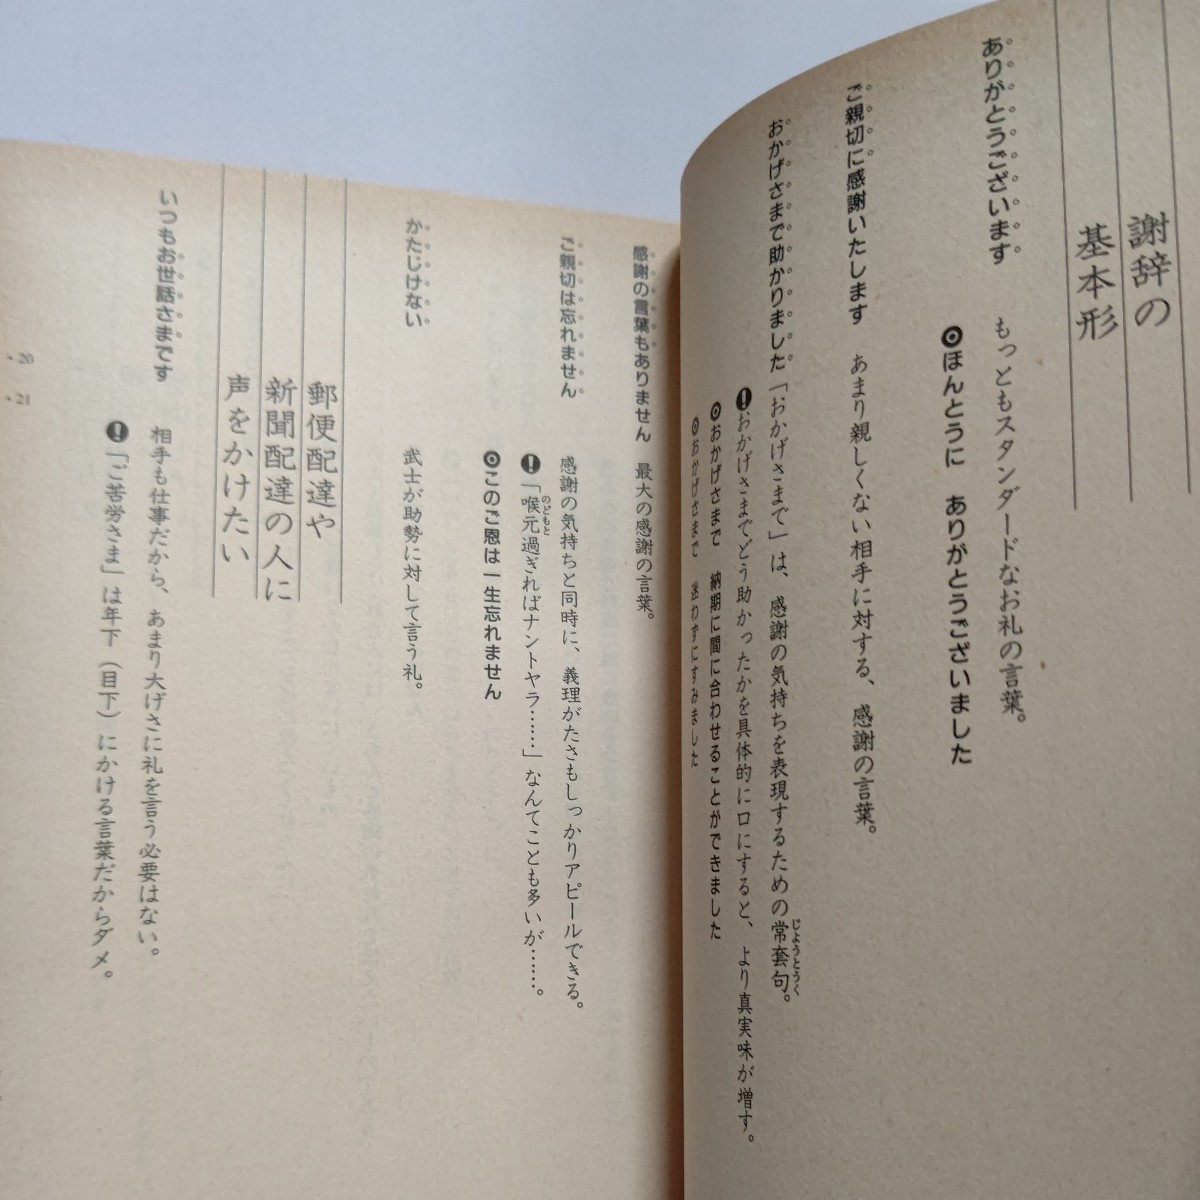 謝辞の
基本形
ありがとうございます
もっともスタンダードなお礼の言葉。
◎ほんとうに　ありがとうございました
ご親切に感謝いたします
あまり親しくない相手に対する、感謝の言葉。
おかげさまで助かりました
「おかげさまで」は、感謝の気持ちを表現するための常套句。
じょうとうく
！おかげさまでどう助かったかを具体的に口にすると、より真実味が増す。
◎おかげさまで　納期に間に合わせることができました
◎おかげさまで　迷わずにすみました
感謝の言葉もありません
最大の感謝の言葉。
ご親切は忘れません
感謝の気持ちと同時に、義理がたさもしっかりアピールできる。
！「喉元過ぎればナントヤラ……」なんてことも多いが……。
のどもと
◎このご恩は一生忘れません
かたじけない
武士が助勢に対して言う礼。
郵便配達や
新聞配達の人に
声をかけたい
いつもお世話さまです
相手も仕事だから、あまり大げさに礼を言う必要はない。
！「ご苦労さま」は年下（目下）にかける言葉だからダメ。
・20
・21